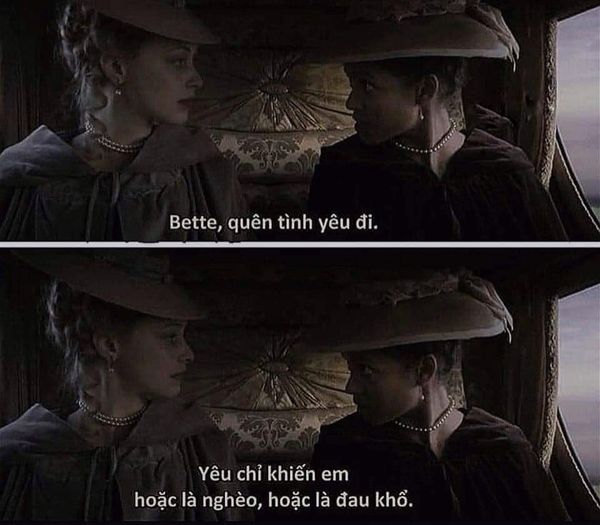 Bette, quên tình yêu đi.
Yêu chỉ khiến em
hoặc là nghèo, hoặc là đau khổ.